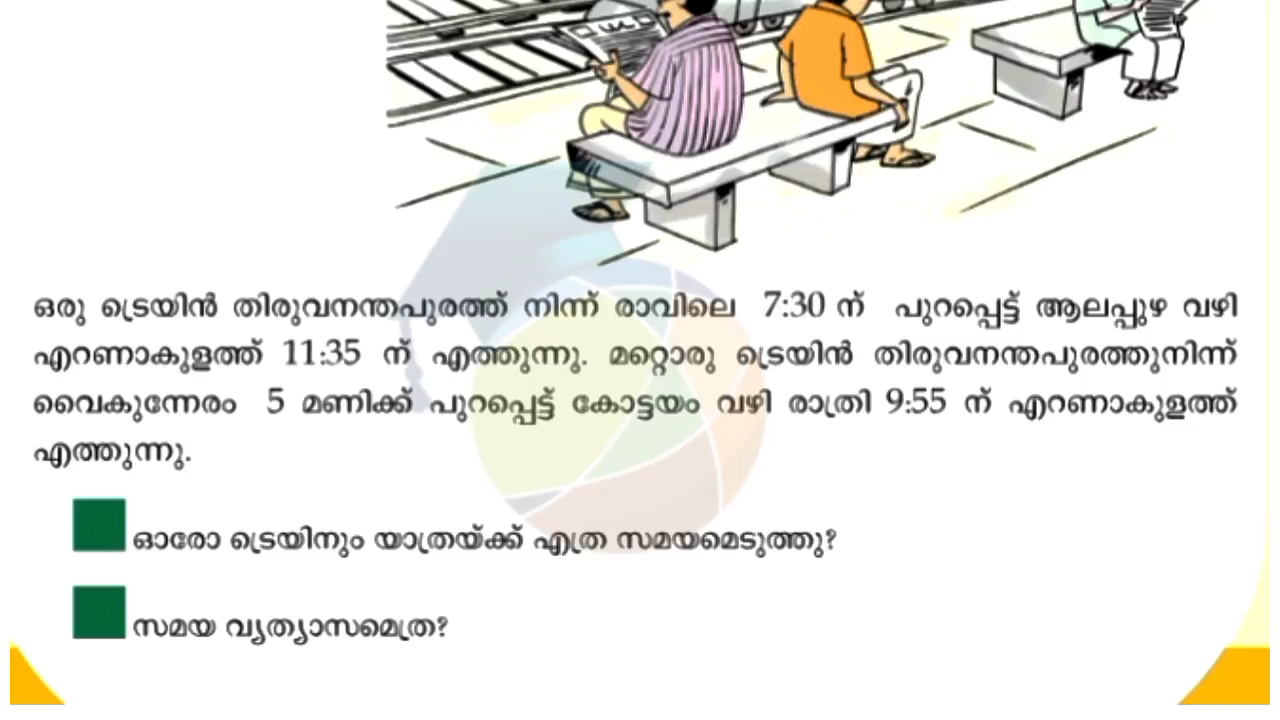 ഒരു ട്രെയിൻ തിരുവനന്തപുരത്ത് നിന്ന് രാവിലെ 7:30 ന് പുറപ്പെട്ട് ആലപ്പുഴ വഴി
എറണാകുളത്ത് 11:35 ന് എത്തുന്നു. മറ്റൊരു ട്രെയിൻ തിരുവനന്തപുരത്തുനിന്ന്
വൈകുന്നേരം 5 മണിക്ക് പുറപ്പെട്ട് കോട്ടയം വഴി രാത്രി 9:55 ന് എറണാകുളത്ത്
എത്തുന്നു.
ഓരോ ട്രെയിനും യാത്രയ്ക്ക് എത്ര സമയമെടുത്തു?
സമയ വ്യത്യാസമെത്ര?